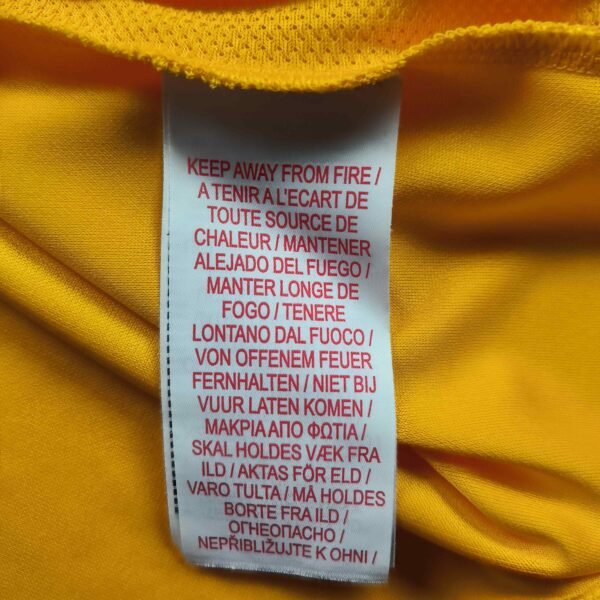 KEEP AWAY FROM FIRE /
A TENIR A L'ECART DE
TOUTE SOURCE DE
CHALEUR / MANTENER
ALEJADO DEL FUEGO /
MANTER LONGE DE
FOGO / TENERE
LONTANO DAL FUOCO /
VON OFFENEM FEUER
FERNHALTEN / NIET BIJ
VUUR LATEN KOMEN /
ΜΑΚΡΙΑ ΑΠΟ ΦΩΤΙΑ /
SKAL HOLDES VÆK FRA
ILD / AKTAS FÖR ELD /
VARO TULTA / MÅ HOLDES
BORTE FRA ILD /
ОГНЕОПАСНО /
NEPŘIBLIŽUJTE K OHNI /